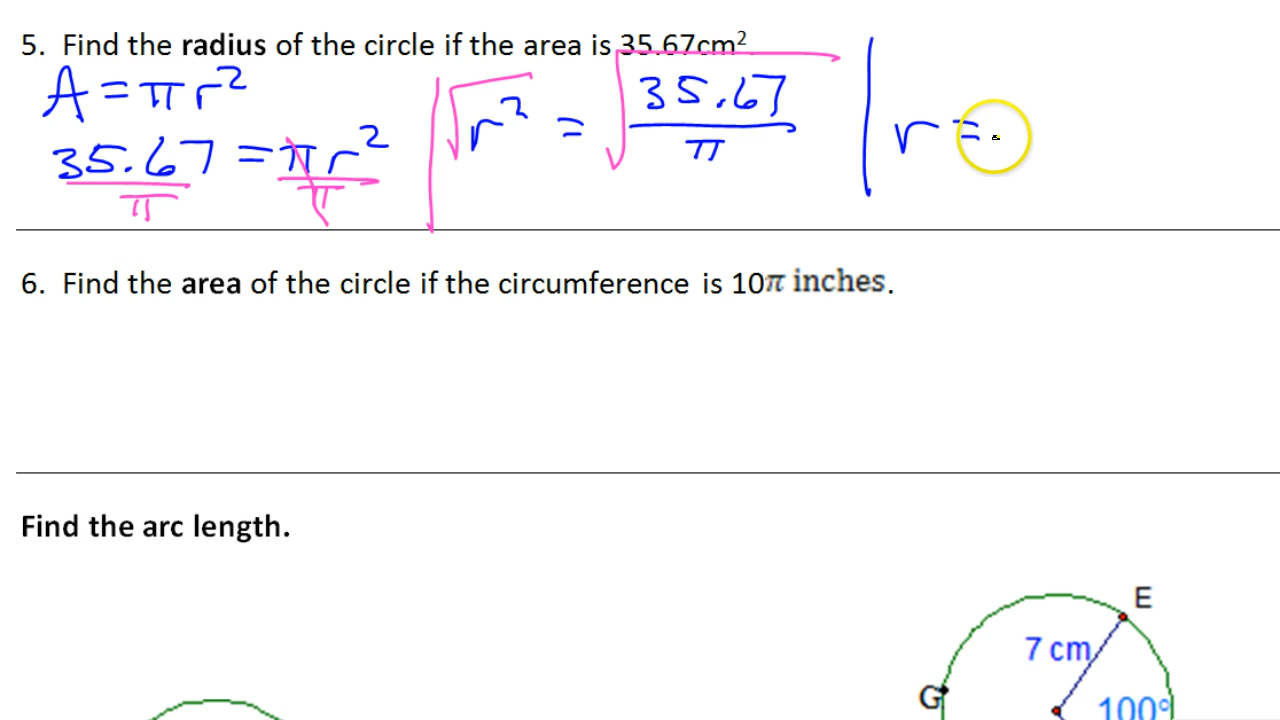 5. Find the radius of the circle if the area is 35.67cm²
A = πr²
35.67 = πr²
π π
√r² = √35.67/π
r =
6. Find the area of the circle if the circumference is 10π inches.
Find the arc length.
E
7 cm
G
100°